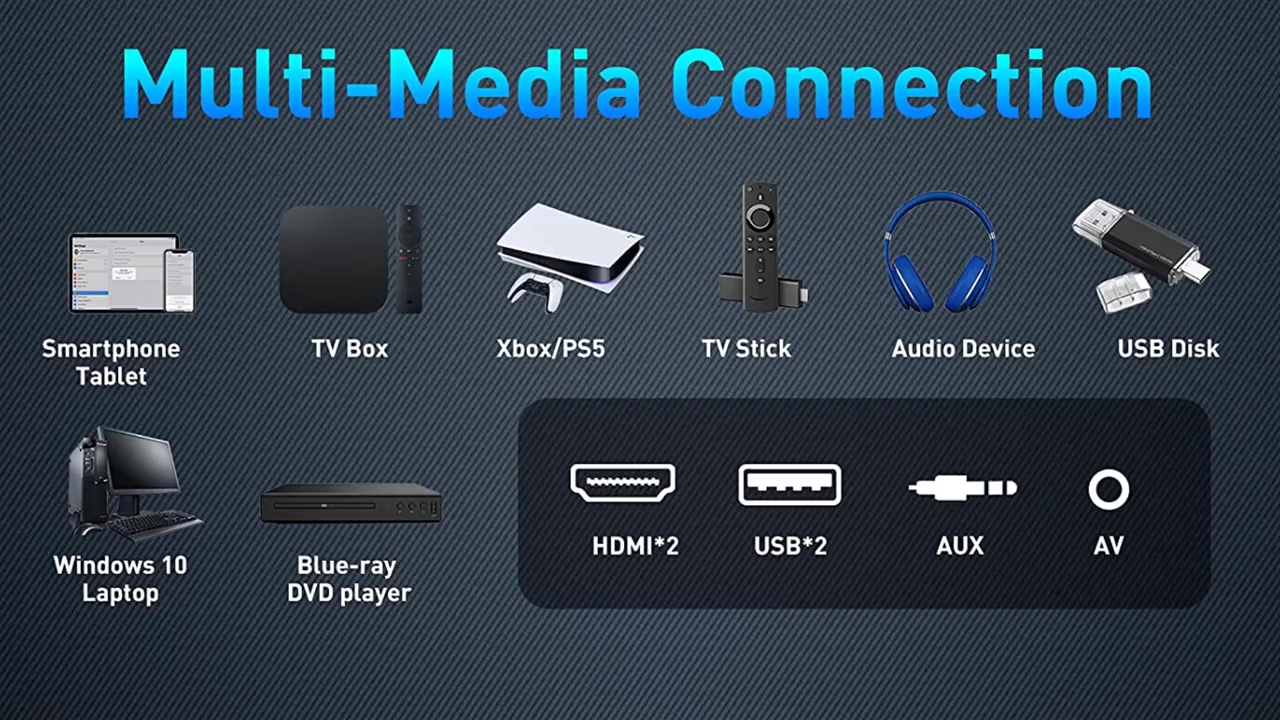 Multi-Media Connection
Smartphone
Tablet
TV Box
Xbox/PS5
TV Stick
Audio Device
USB Disk
Windows 10
Laptop
Blue-ray
DVD player
HDMI*2
USB*2
AUX
AV